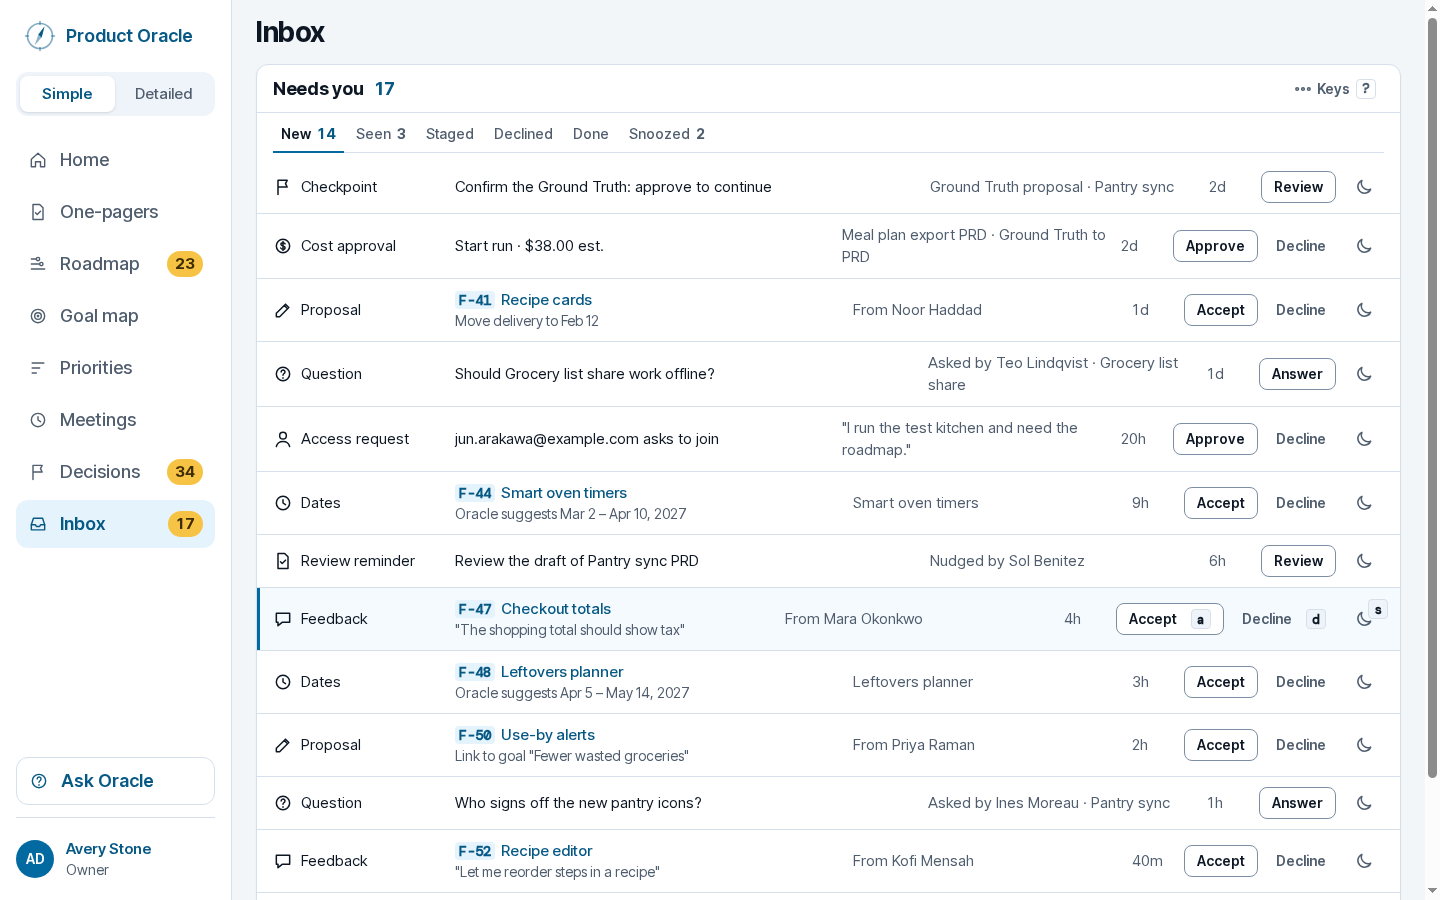 Product Oracle
Simple Detailed
Home
One-pagers
Roadmap 23
Goal map
Priorities
Meetings
Decisions 34
Inbox 17
Ask Oracle
AD Avery Stone
Owner
Inbox
Needs you 17 ••• Keys ?
New 14 Seen 3 Staged Declined Done Snoozed 2
Checkpoint Confirm the Ground Truth: approve to continue Ground Truth proposal · Pantry sync 2d Review
Cost approval Start run · $38.00 est. Meal plan export PRD · Ground Truth to
PRD 2d Approve Decline
Proposal F-41 Recipe cards
Move delivery to Feb 12 From Noor Haddad 1d Accept Decline
Question Should Grocery list share work offline? Asked by Teo Lindqvist · Grocery list
share 1d Answer
Access request jun.arakawa@example.com asks to join "I run the test kitchen and need the
roadmap." 20h Approve Decline
Dates F-44 Smart oven timers
Oracle suggests Mar 2 – Apr 10, 2027 Smart oven timers 9h Accept Decline
Review reminder Review the draft of Pantry sync PRD Nudged by Sol Benitez 6h Review
Feedback F-47 Checkout totals
"The shopping total should show tax" From Mara Okonkwo 4h Accept a Decline d s
Dates F-48 Leftovers planner
Oracle suggests Apr 5 – May 14, 2027 Leftovers planner 3h Accept Decline
Proposal F-50 Use-by alerts
Link to goal "Fewer wasted groceries" From Priya Raman 2h Accept Decline
Question Who signs off the new pantry icons? Asked by Ines Moreau · Pantry sync 1h Answer
Feedback F-52 Recipe editor
"Let me reorder steps in a recipe" From Kofi Mensah 40m Accept Decline